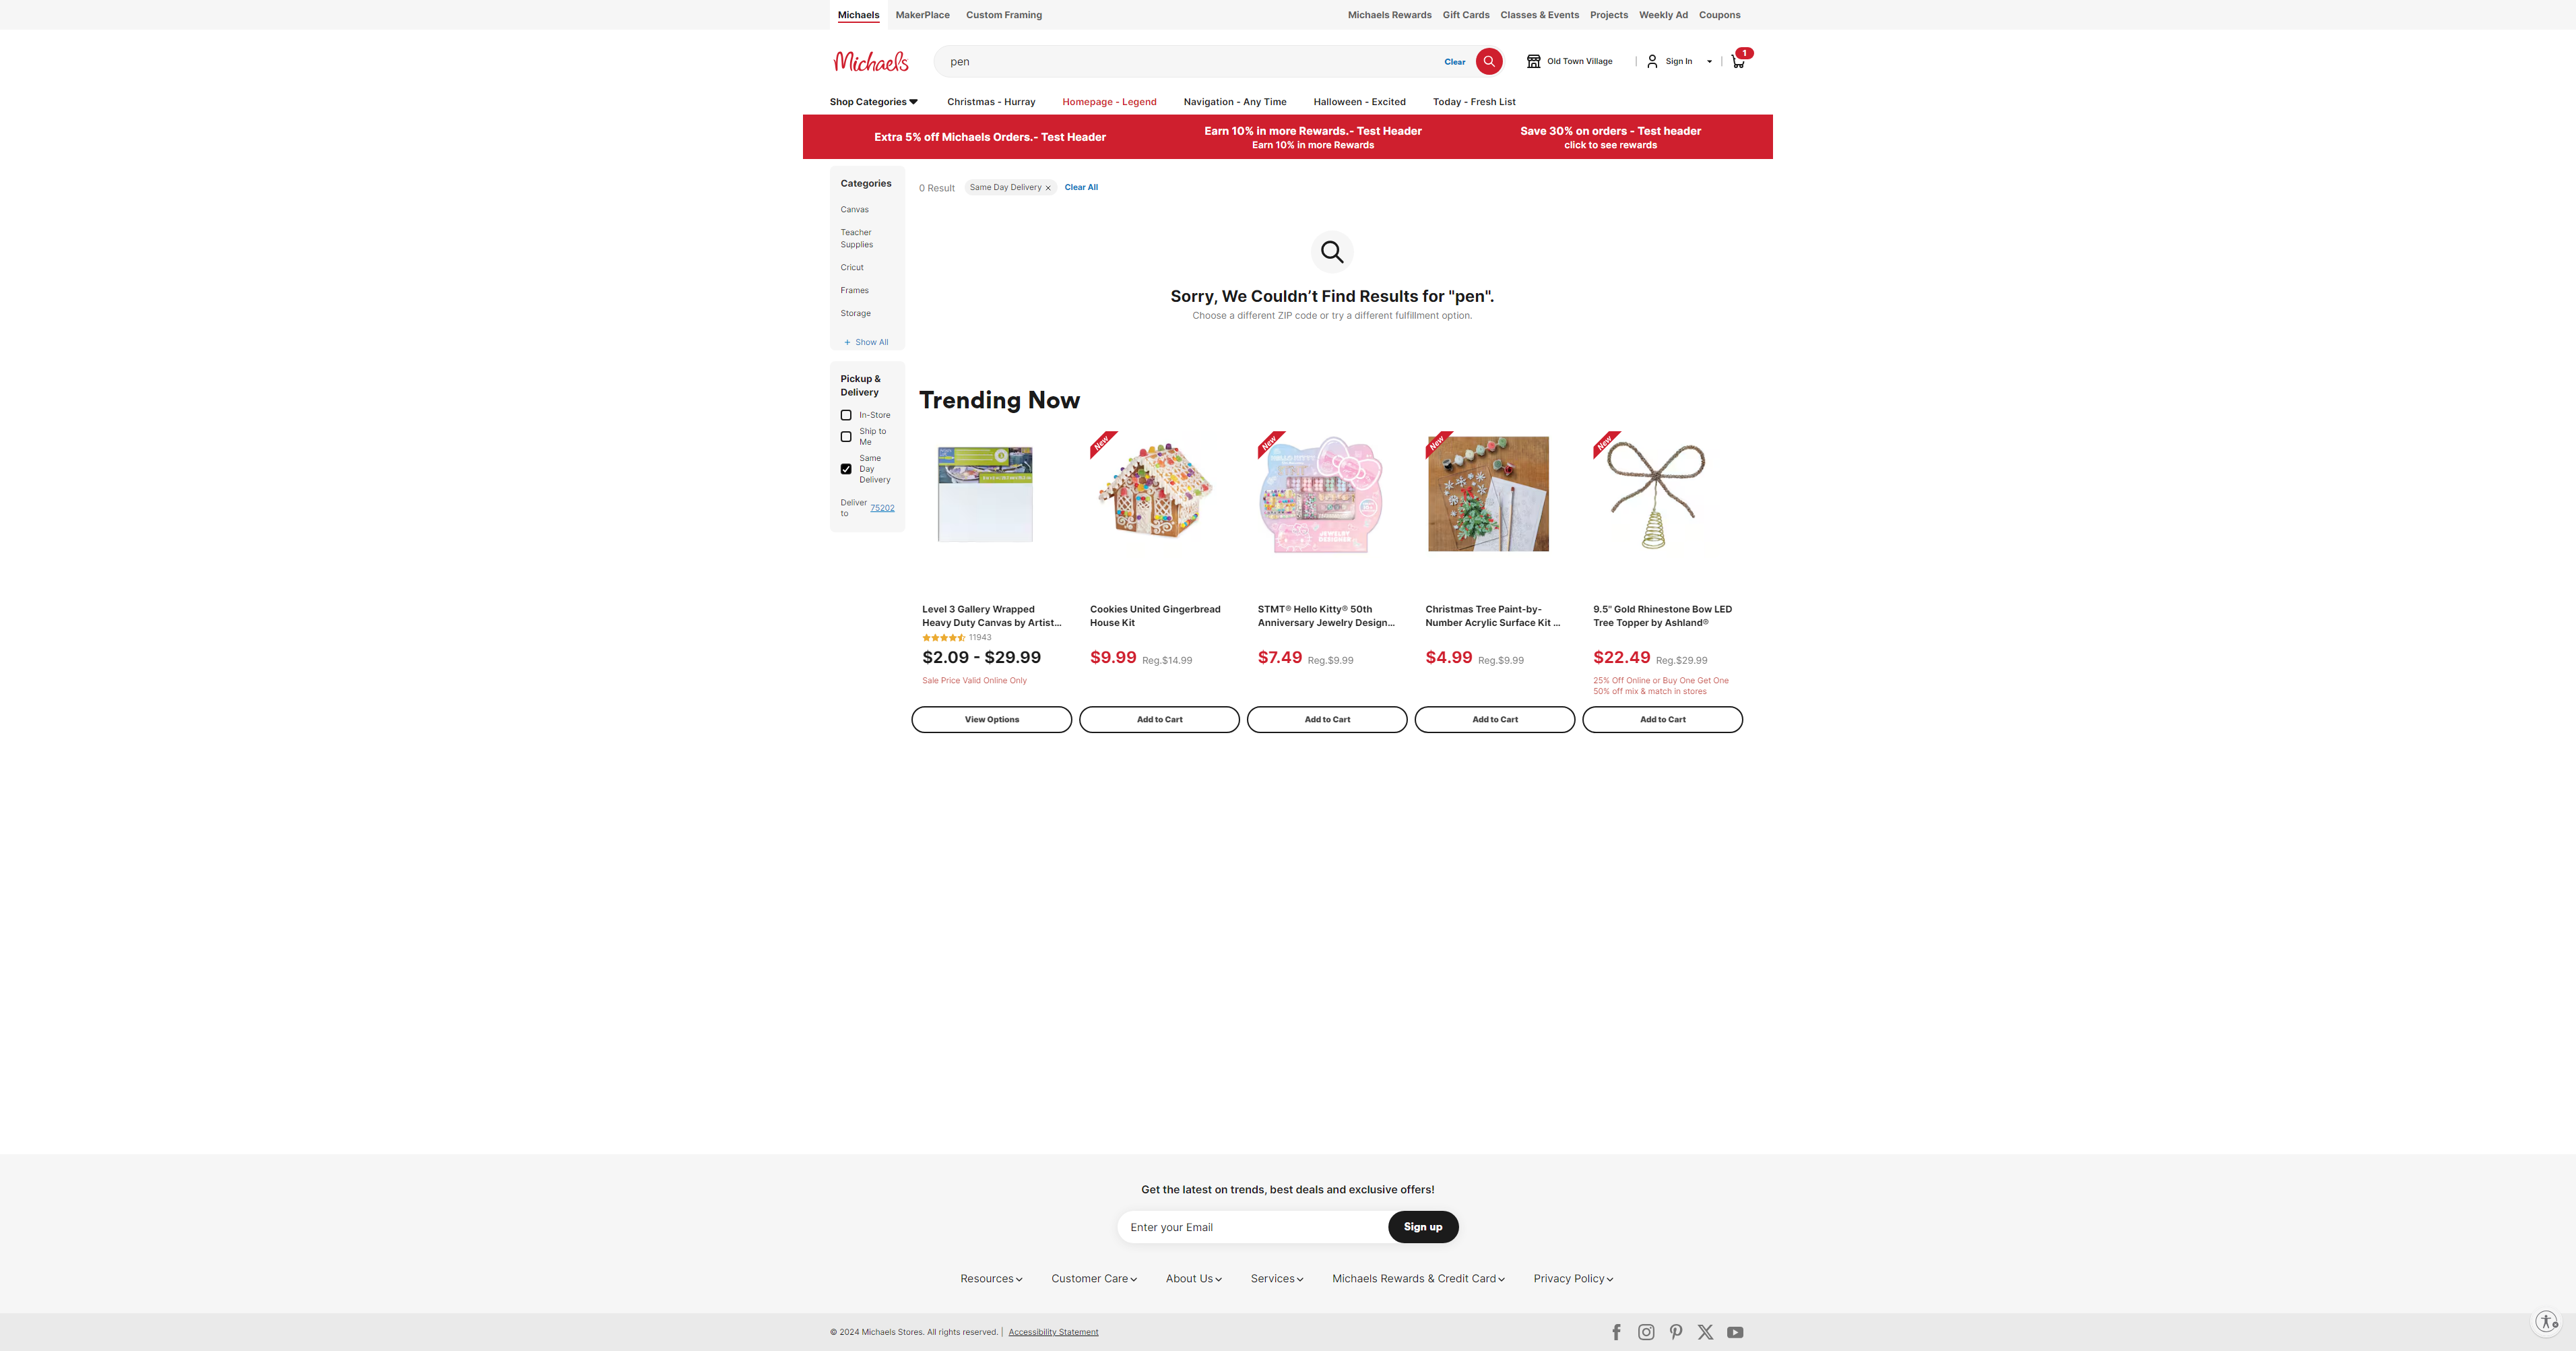 Michaels MakerPlace Custom Framing Michaels Rewards Gift Cards Classes & Events Projects Weekly Ad Coupons
Michaels pen Clear Old Town Village | Sign In | 1
Shop Categories Christmas - Hurray Homepage - Legend Navigation - Any Time Halloween - Excited Today - Fresh List
Extra 5% off Michaels Orders.- Test Header
Earn 10% in more Rewards.- Test Header
Earn 10% in more Rewards
Save 30% on orders - Test header
click to see rewards
Categories
Canvas
Teacher
Supplies
Cricut
Frames
Storage
+ Show All
Pickup &
Delivery
In-Store
Ship to
Me
Same
Day
Delivery
Deliver
to
75202
0 Result Same Day Delivery × Clear All
Sorry, We Couldn’t Find Results for "pen".
Choose a different ZIP code or try a different fulfillment option.
Trending Now
Level 3 Gallery Wrapped
Heavy Duty Canvas by Artist...
11943
$2.09 - $29.99
Sale Price Valid Online Only
View Options
New
Cookies United Gingerbread
House Kit
$9.99 Reg.$14.99
Add to Cart
New
HELLO KITTY
JEWELRY
DESIGNER
STMT® Hello Kitty® 50th
Anniversary Jewelry Design...
$7.49 Reg.$9.99
Add to Cart
New
Christmas Tree Paint-by-
Number Acrylic Surface Kit ...
$4.99 Reg.$9.99
Add to Cart
New
9.5" Gold Rhinestone Bow LED
Tree Topper by Ashland®
$22.49 Reg.$29.99
25% Off Online or Buy One Get One
50% off mix & match in stores
Add to Cart
Get the latest on trends, best deals and exclusive offers!
Enter your Email Sign up
Resources Customer Care About Us Services Michaels Rewards & Credit Card Privacy Policy
© 2024 Michaels Stores. All rights reserved. | Accessibility Statement